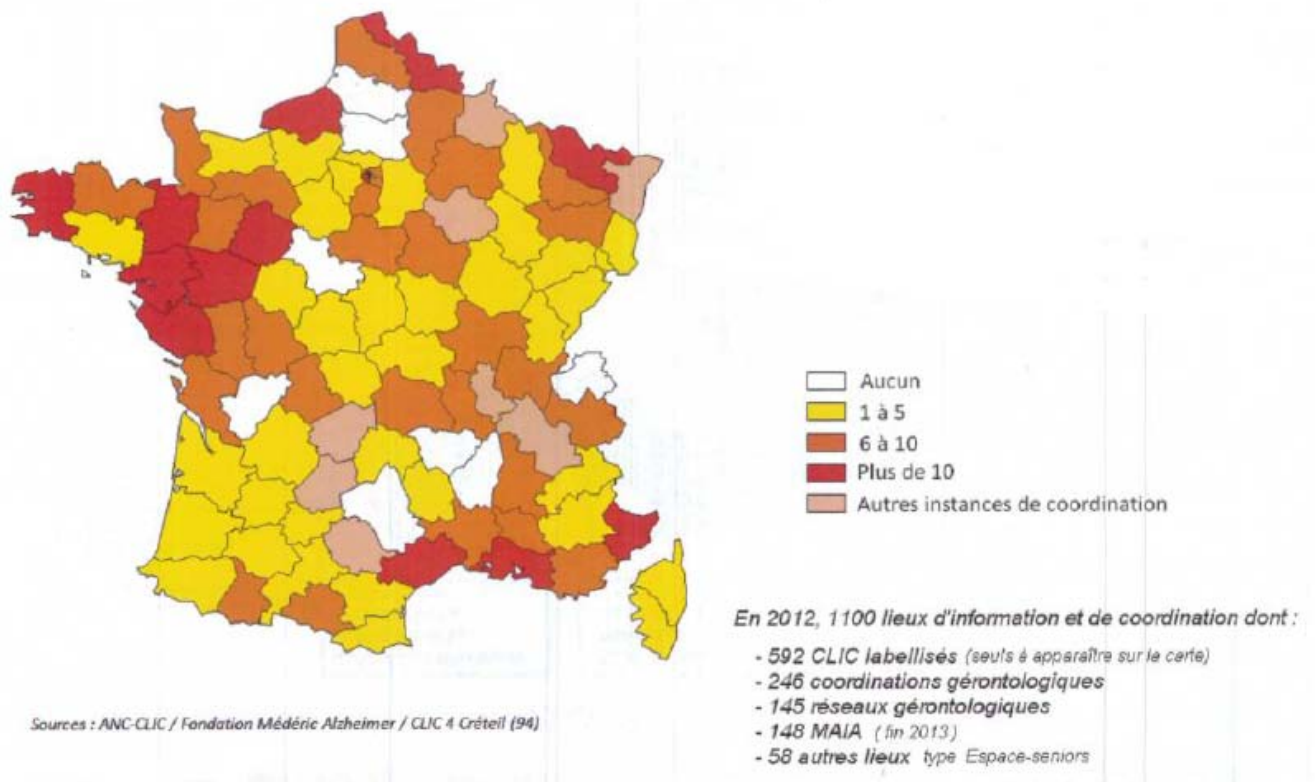 Aucun
1 à 5
6 à 10
Plus de 10
Autres instances de coordination
En 2012, 1100 lieux d'information et de coordination dont :
- 592 CLIC labellisés (seuls à apparaître sur la carte)
- 246 coordinations gérontologiques
- 145 réseaux gérontologiques
- 148 MAIA (fin 2013)
- 58 autres lieux type Espace-seniors
Sources : ANC-CLIC / Fondation Médéric Alzheimer / CLIC 4 Créteil (94)